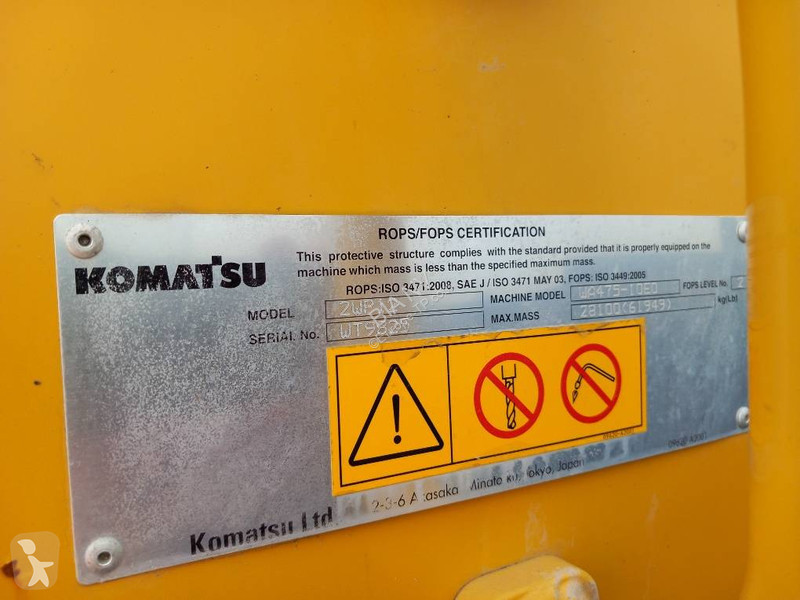 ROPS/FOPS CERTIFICATION
KOMATSU
This protective structure complies with the standard provided that it is properly equipped on the
machine which mass is less than the specified maximum mass.
ROPS:ISO 3471:2008, SAE J / ISO 3471 MAY 03, FOPS: ISO 3449:2005
MODEL MACHINE MODEL WA475-10E0 FOPS LEVEL No.
SERIAL No. MAX.MASS 28100(61949) kg(Lb)
Komatsu Ltd
2-3-6 Minato Tokyo, Japan